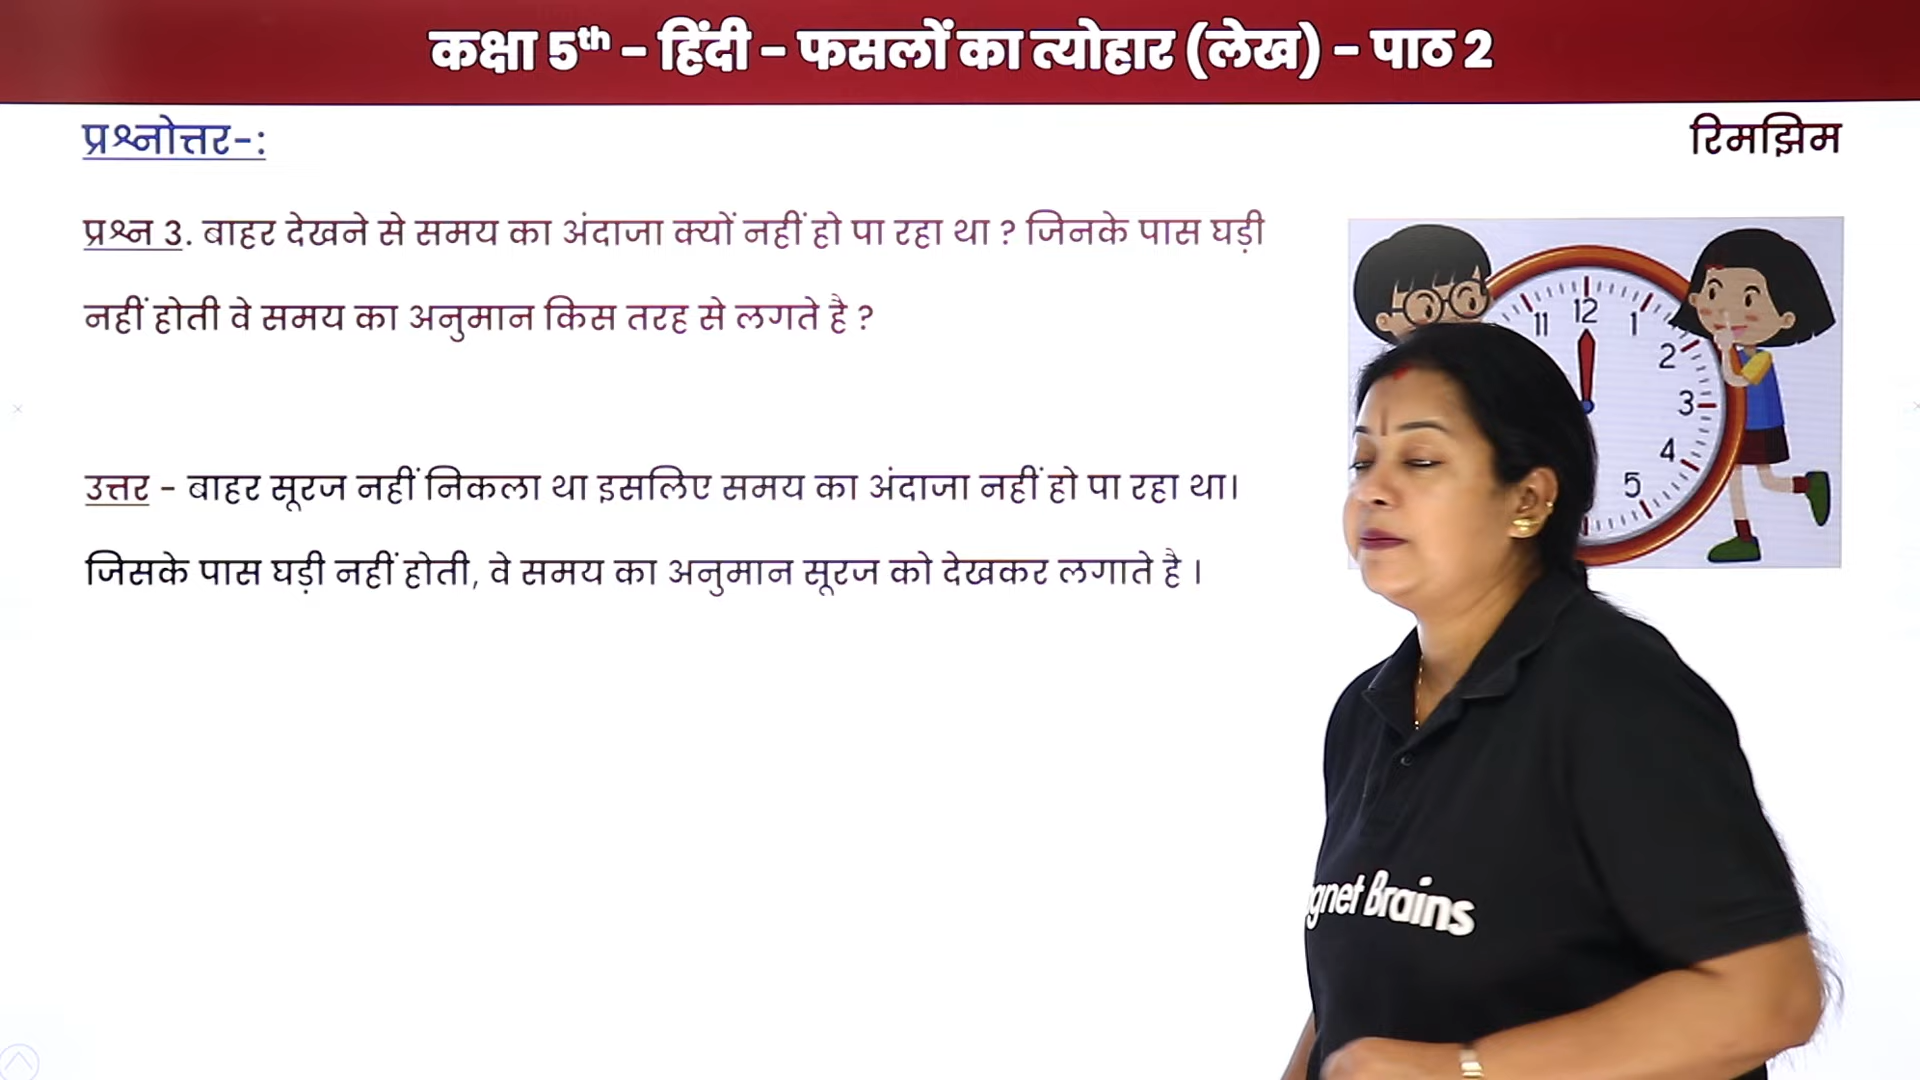 कक्षा 5th - हिंदी - फसलों का त्योहार (लेख) - पाठ 2
प्रश्नोत्तर-:
रिमझिम
प्रश्न 3. बाहर देखने से समय का अंदाजा क्यों नहीं हो पा रहा था ? जिनके पास घड़ी
नहीं होती वे समय का अनुमान किस तरह से लगते है ?
11 12 1
2
3
4
5
उत्तर - बाहर सूरज नहीं निकला था इसलिए समय का अंदाजा नहीं हो पा रहा था।
जिसके पास घड़ी नहीं होती, वे समय का अनुमान सूरज को देखकर लगाते है ।
gnet Brains